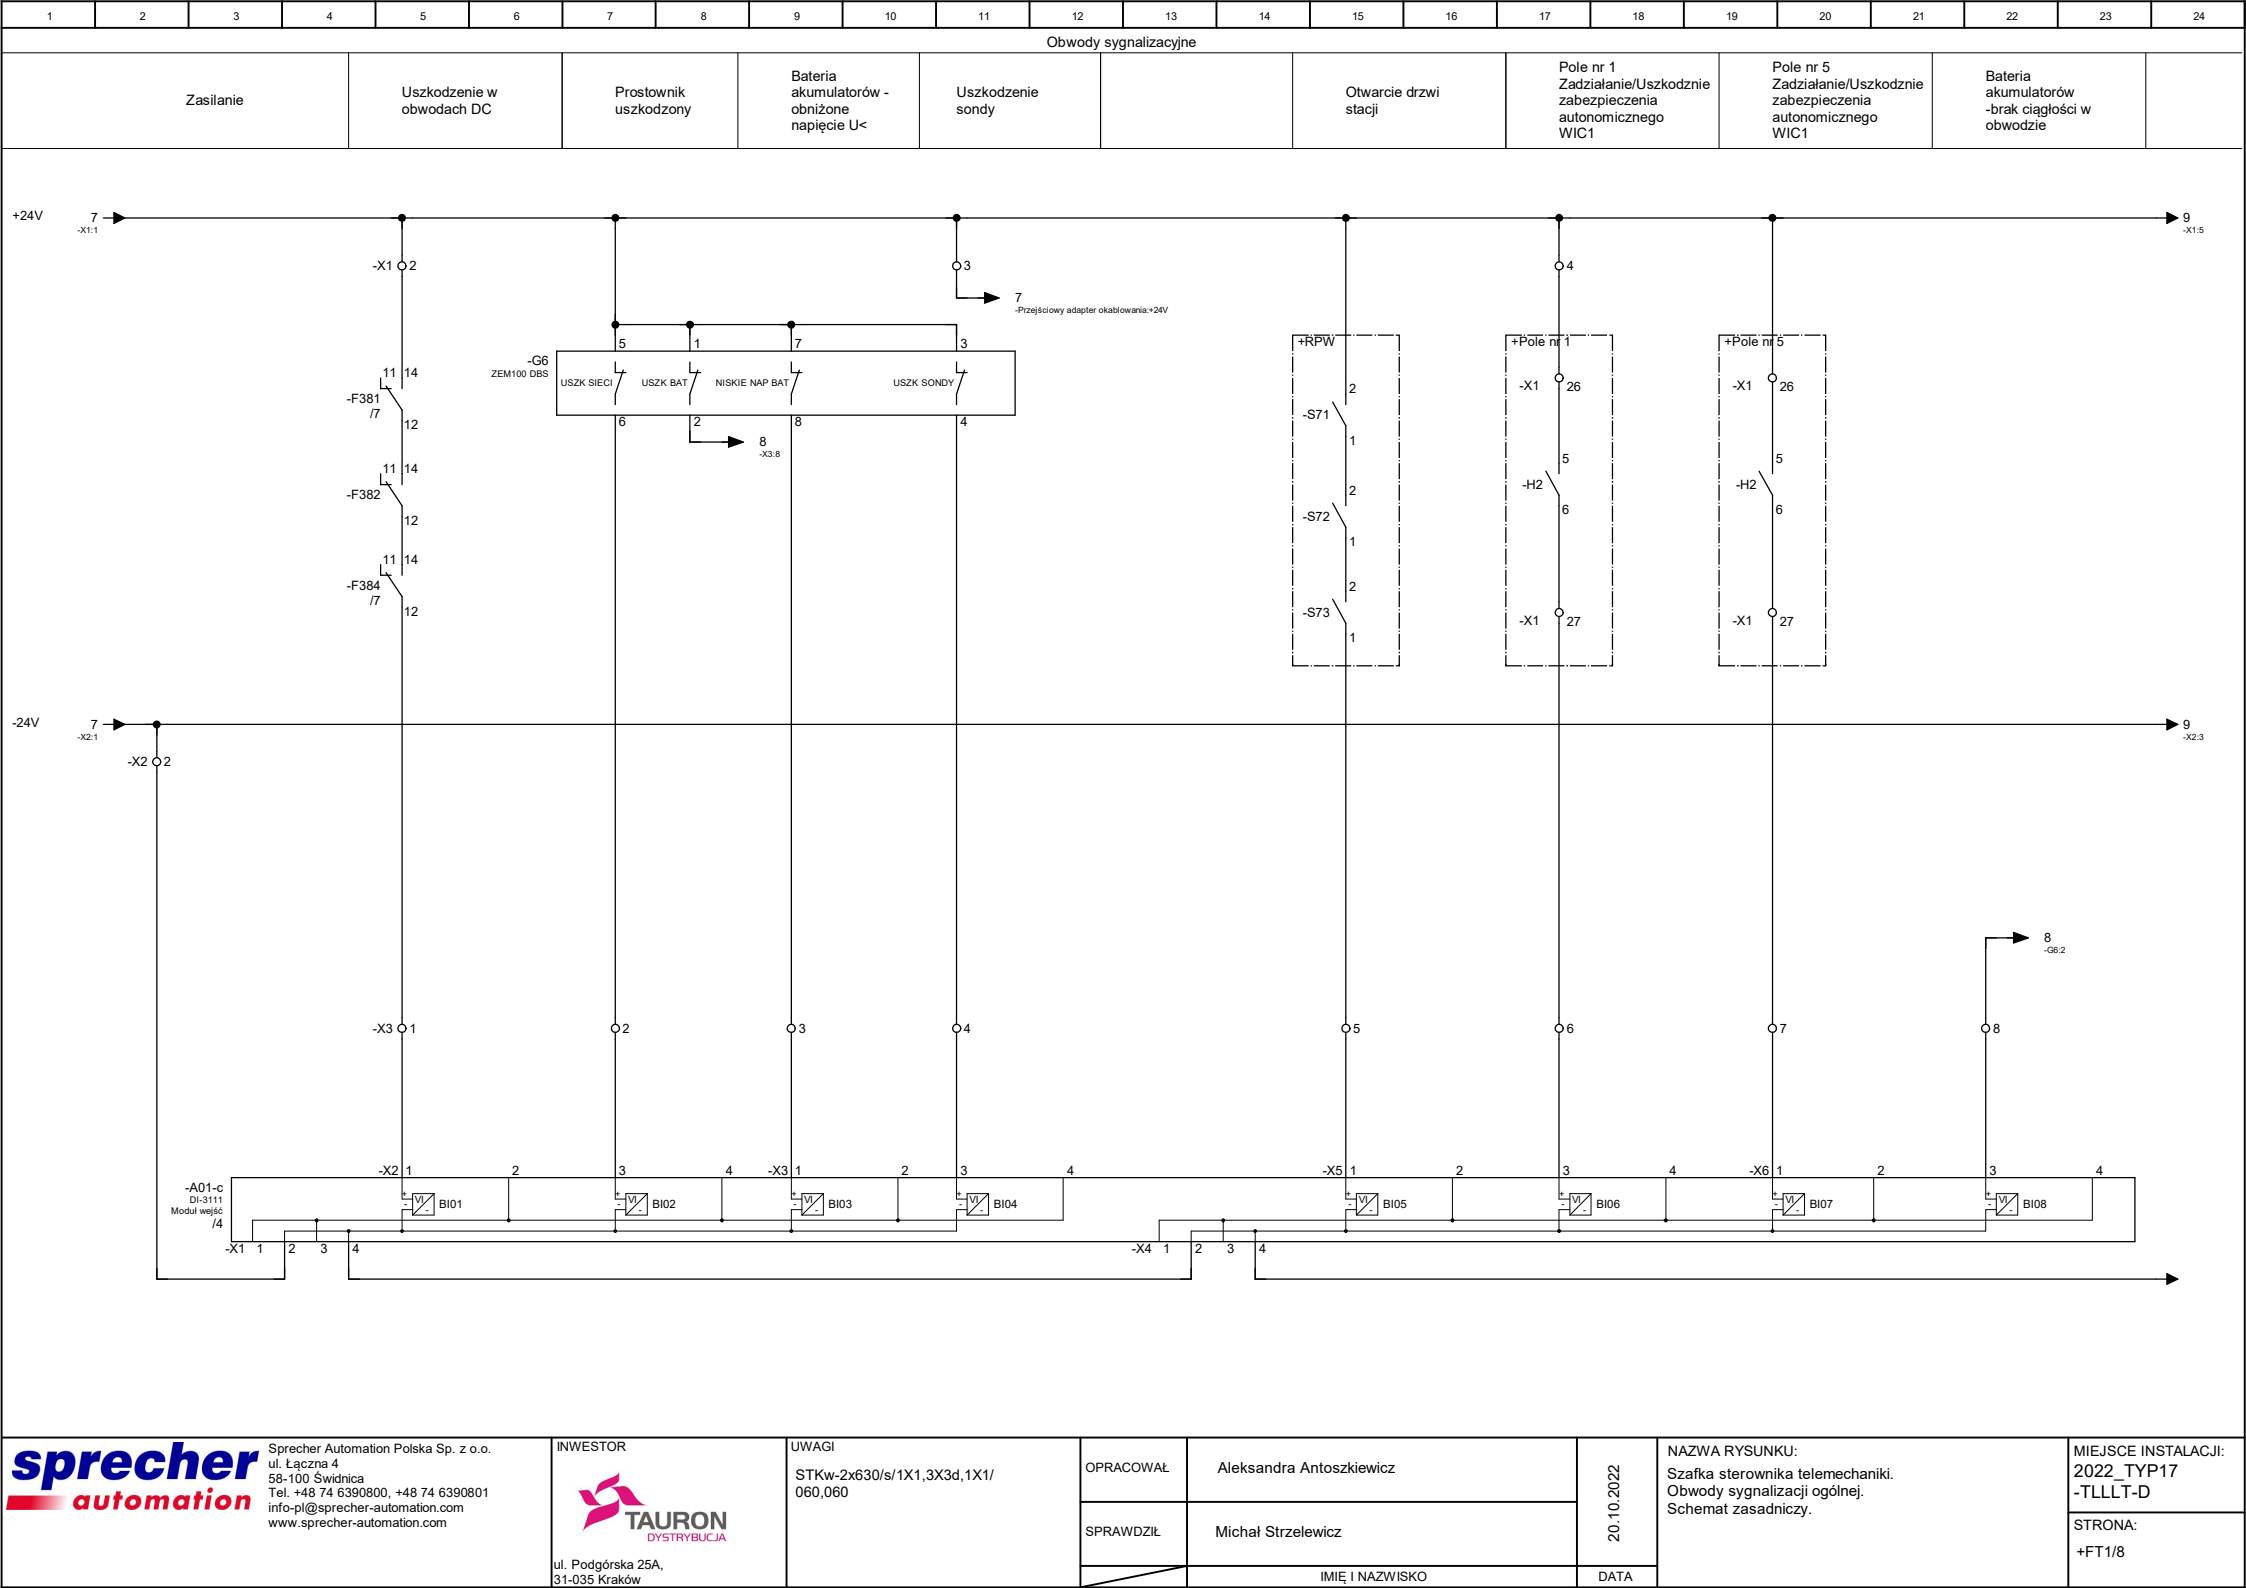 1 2 3 4 5 6 7 8 9 10 11 12 13 14 15 16 17 18 19 20 21 22 23 24
Obwody sygnalizacyjne
Zasilanie
Uszkodzenie w
obwodach DC
Prostownik
uszkodzony
Bateria
akumulatorów -
obniżone
napięcie U<
Uszkodzenie
sondy
Otwarcie drzwi
stacji
Pole nr 1
Zadziałanie/Uszkodznie
zabezpieczenia
autonomicznego
WIC1
Pole nr 5
Zadziałanie/Uszkodznie
zabezpieczenia
autonomicznego
WIC1
Bateria
akumulatorów
-brak ciągłości w
obwodzie
+24V 7 9
-X1:1 -X1:5
-X1 2 3 4
7
-Przejściowy adapter okablowania:+24V
5 1 7 3
-G6
ZEM100 DBS
USZK SIECI USZK BAT NISKIE NAP BAT USZK SONDY
6 2 8 4
8
-X3:8
11 14
-F381
/7
12
11 14
-F382
12
11 14
-F384
/7
12
+RPW
2
-S71
1
2
-S72
1
2
-S73
1
+Pole nr 1
-X1 26
5
-H2
6
-X1 27
+Pole nr 5
-X1 26
5
-H2
6
-X1 27
-24V 7 9
-X2:1 -X2:3
-X2 2
8
-G6:2
-X3 1 2 3 4 5 6 7 8
-X2 1 2 3 4 -X3 1 2 3 4 -X5 1 2 3 4 -X6 1 2 3 4
-A01-c
DI-3111
Moduł wejść
/4
+ - VI - BI01
+ - VI - BI02
+ - VI - BI03
+ - VI - BI04
+ - VI - BI05
+ - VI - BI06
+ - VI - BI07
+ - VI - BI08
-X1 1 2 3 4 -X4 1 2 3 4
sprecher
automation
Sprecher Automation Polska Sp. z o.o.
ul. Łączna 4
58-100 Świdnica
Tel. +48 74 6390800, +48 74 6390801
info-pl@sprecher-automation.com
www.sprecher-automation.com
INWESTOR
TAURON
DYSTRYBUCJA
ul. Podgórska 25A,
31-035 Kraków
UWAGI
STKw-2x630/s/1X1,3X3d,1X1/
060,060
OPRACOWAŁ Aleksandra Antoszkiewicz
SPRAWDZIŁ Michał Strzelewicz
IMIĘ I NAZWISKO
20.10.2022
DATA
NAZWA RYSUNKU:
Szafka sterownika telemechaniki.
Obwody sygnalizacji ogólnej.
Schemat zasadniczy.
MIEJSCE INSTALACJI:
2022_TYP17
-TLLLT-D
STRONA:
+FT1/8